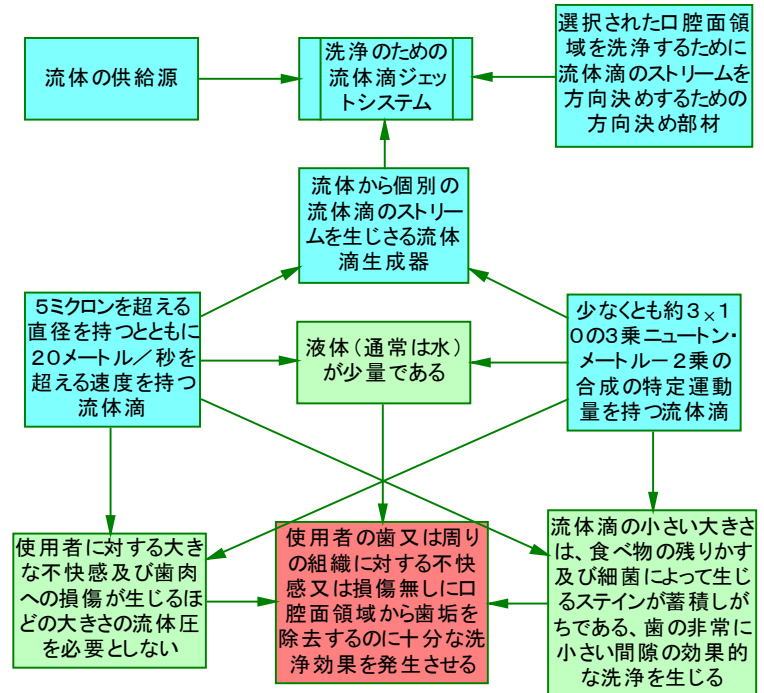 流体の供給源
洗浄のための
流体滴ジェッ
トシステム
選択された口腔面領
域を洗浄するために
流体滴のストリームを
方向決めするための
方向決め部材
流体から個別の
流体滴のストリー
ムを生じさる流体
滴生成器
5ミクロンを超える
直径を持つとともに
20メートル／秒を
超える速度を持つ
流体滴
液体（通常は水）
が少量である
少なくとも約3×1
0の3乗ニュートン・
メートルー2乗の
合成の特定運動
量を持つ流体滴
使用者に対する大き
な不快感及び歯肉
への損傷が生じるほ
どの大きさの流体圧
を必要としない
使用者の歯又は周り
の組織に対する不快
感又は損傷無しに口
腔面領域から歯垢を
除去するのに十分な洗
浄効果を発生させる
流体滴の小さい大きさ
は、食べ物の残りかす
及び細菌によって生じ
るステインが蓄積しが
ちである、歯の非常に
小さい間隙の効果的
な洗浄を生じる